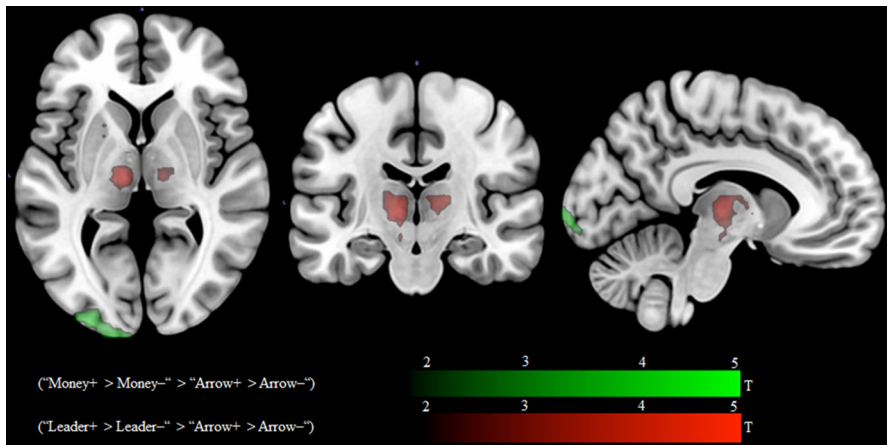 2 3 4 5
("Money+ > Money–“ > "Arrow+ > Arrow–“) T
2 3 4 5
("Leader+ > Leader–“ > "Arrow+ > Arrow–“) T